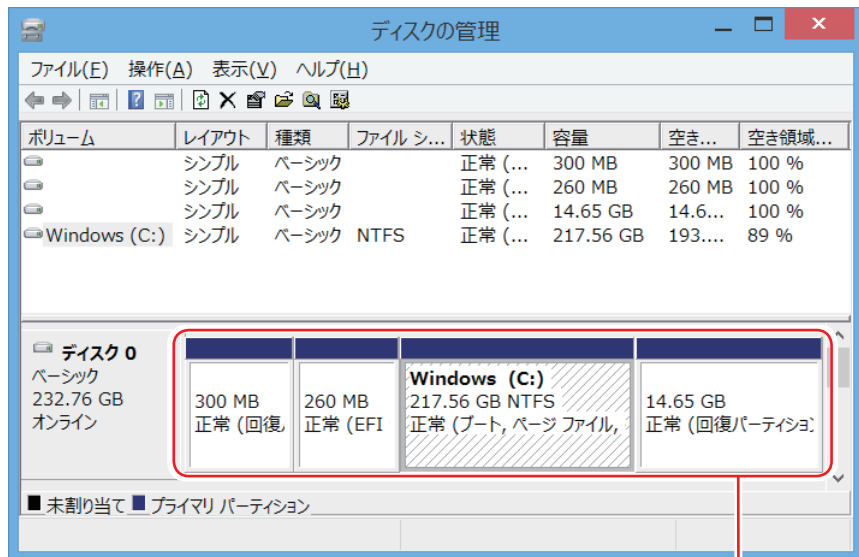 ディスクの管理
ファイル(F) 操作(A) 表示(V) ヘルプ(H)
ボリューム レイアウト 種類 ファイル シ... 状態 容量 空き... 空き領域...
シンプル ベーシック 正常 (... 300 MB 300 MB 100 %
シンプル ベーシック 正常 (... 260 MB 260 MB 100 %
シンプル ベーシック 正常 (... 14.65 GB 14.6... 100 %
Windows (C:) シンプル ベーシック NTFS 正常 (... 217.56 GB 193.... 89 %
ディスク 0
ベーシック
232.76 GB
オンライン
300 MB
正常 (回復
260 MB
正常 (EFI
Windows (C:)
217.56 GB NTFS
正常 (ブート, ページ ファイル,
14.65 GB
正常 (回復パーティション
未割り当て プライマリ パーティション